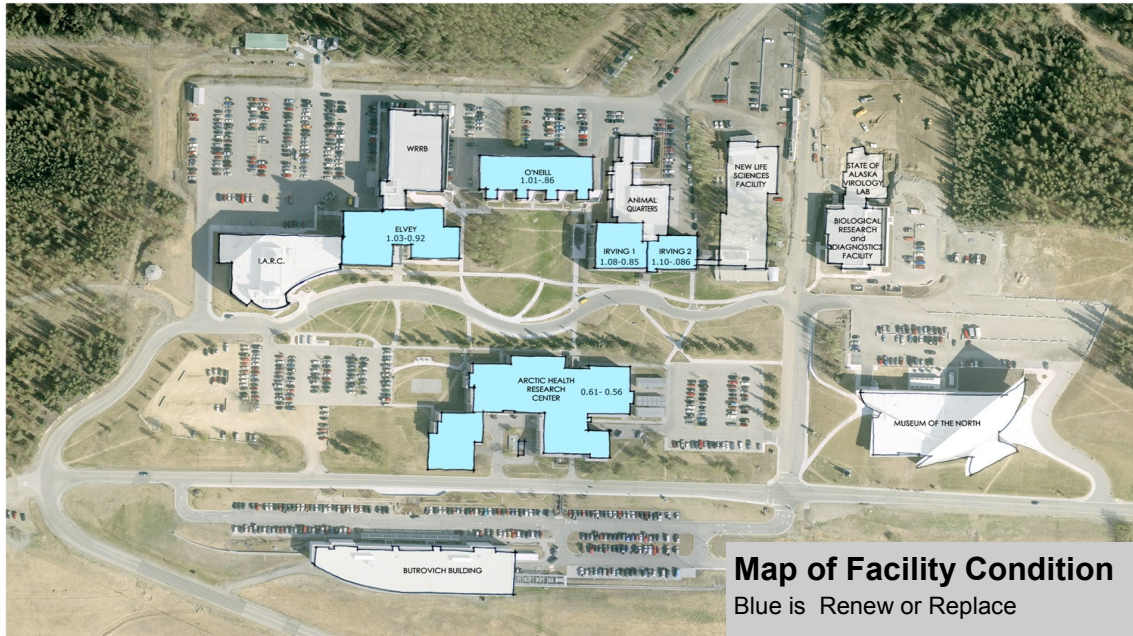 WRRB
O'NEILL
1.01-.86
NEW LIFE
SCIENCES
FACILITY
STATE OF
ALASKA
VIROLOGY
LAB
ANIMAL
QUARTERS
ELVEY
1.03-0.92
BIOLOGICAL
RESEARCH
and
DIAGNOSTICS
FACILITY
I.A.R.C.
IRVING 1
1.08-0.85
IRVING 2
1.10-.086
ARCTIC HEALTH
RESEARCH
CENTER
0.61- 0.56
MUSEUM OF THE NORTH
BUTROVICH BUILDING
Map of Facility Condition
Blue is Renew or Replace